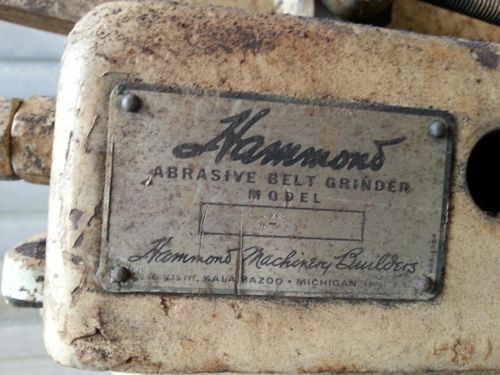 Hammond
ABRASIVE BELT GRINDER
MODEL
Hammond Machinery Builders
KALAMAZOO • MICHIGAN